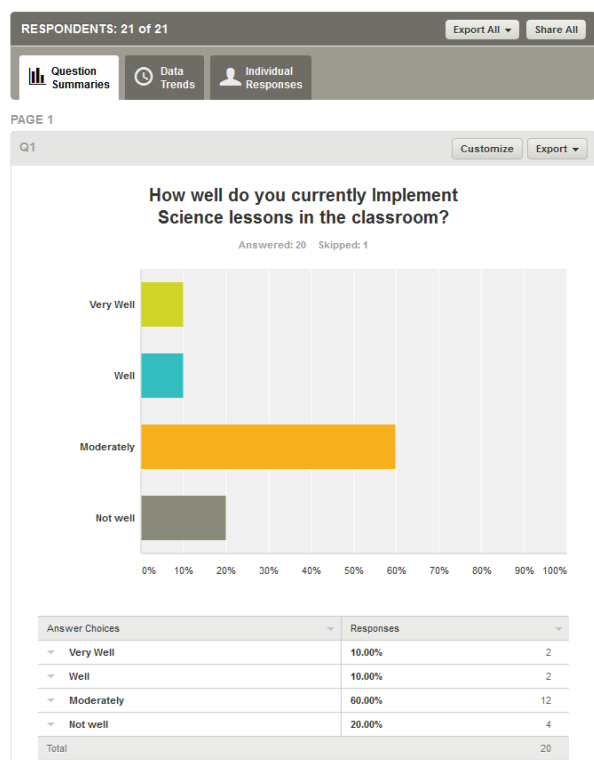 RESPONDENTS: 21 of 21
Export All
Share All
Question
Summaries
Data
Trends
Individual
Responses
PAGE 1
Q1
Customize
Export
How well do you currently Implement
Science lessons in the classroom?
Answered: 20 Skipped: 1
Very Well
Well
Moderately
Not well
0% 10% 20% 30% 40% 50% 60% 70% 80% 90% 100%
Answer Choices Responses
Very Well 10.00% 2
Well 10.00% 2
Moderately 60.00% 12
Not well 20.00% 4
Total 20